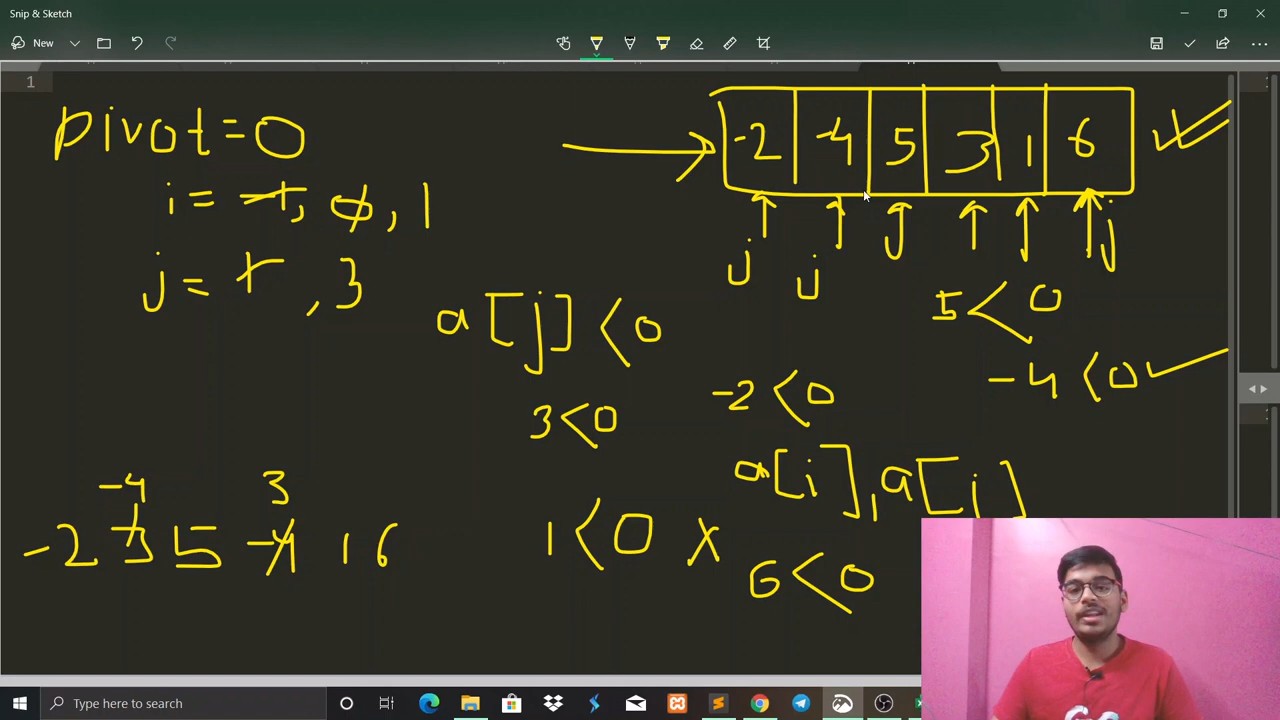 Snip & Sketch
New
1
pivot = 0
i = -1, 0, 1
j = 1, 3
-2 -4 5 3 1 6
j j j j
a[j] < 0
5 < 0
-4 < 0
3 < 0
-2 < 0
a[i], a[j]
-4 3
-2 3 5 -4 1 6
1 < 0 x
6 < 0
Type here to search